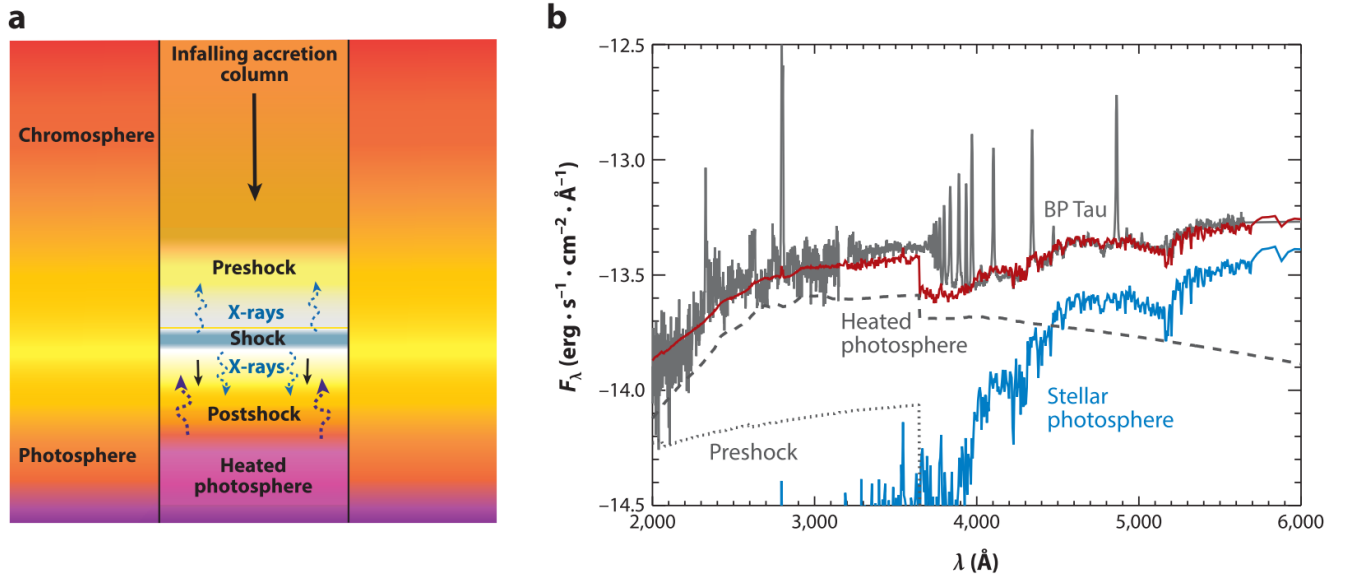 a
Infalling accretion
column
Chromosphere
Preshock
X-rays
Shock
X-rays
Postshock
Photosphere
Heated
photosphere
b
−12.5
−13.0
−13.5
−14.0
−14.5
Fλ (erg · s⁻¹ · cm⁻² · Å⁻¹)
BP Tau
Heated
photosphere
Stellar
photosphere
Preshock
2,000 3,000 4,000 5,000 6,000
λ (Å)